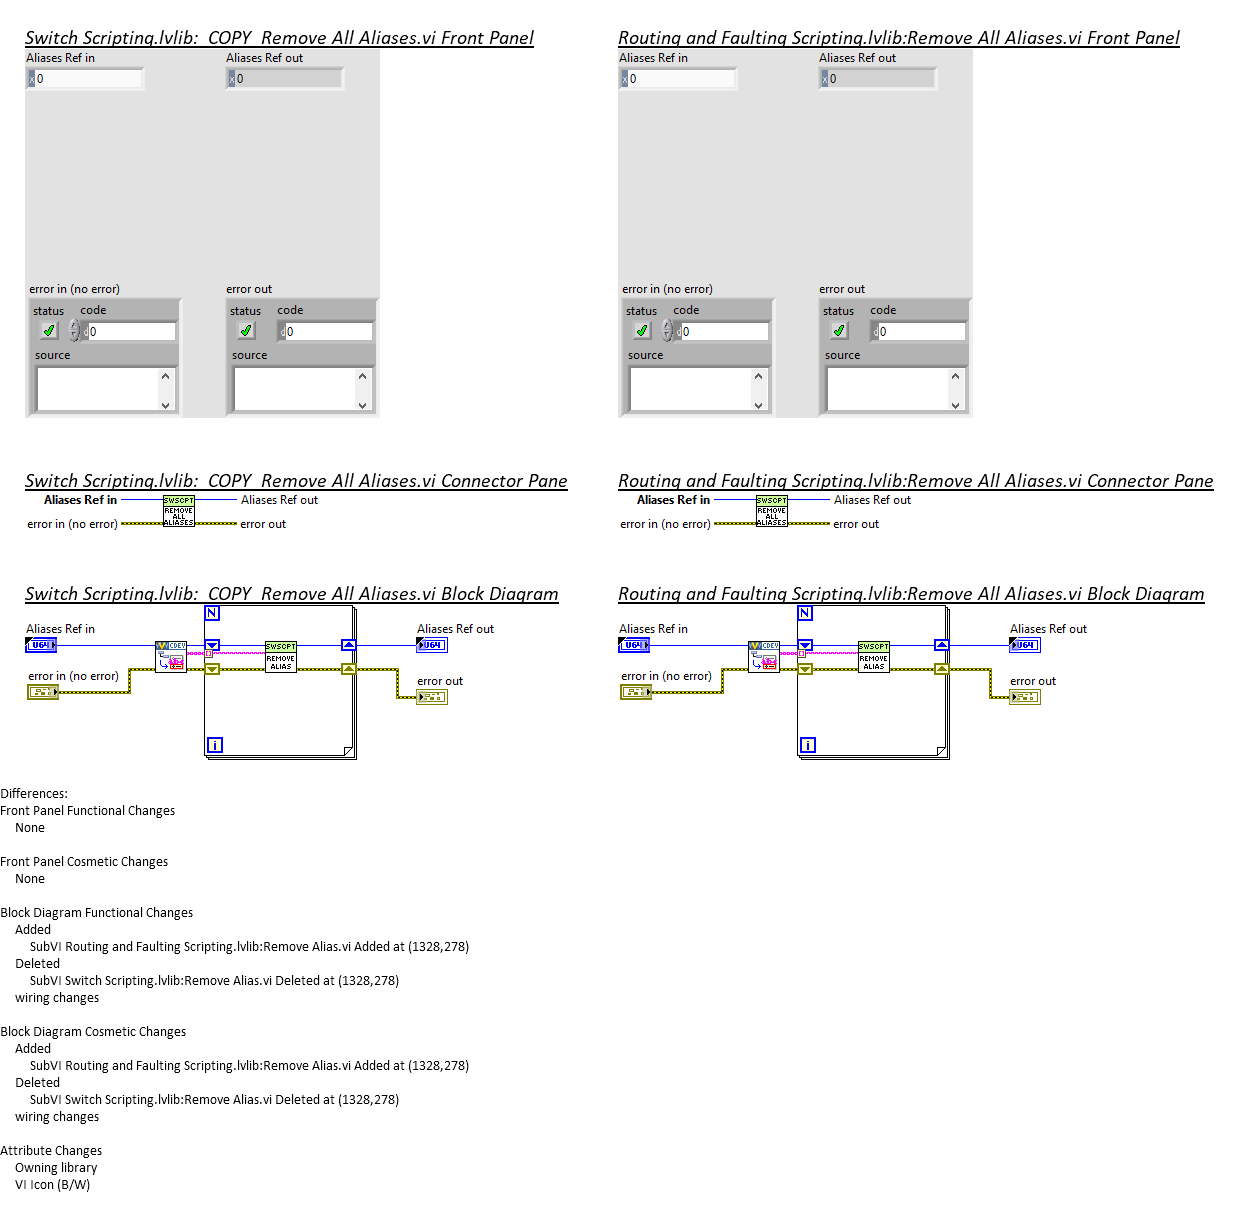 Switch Scripting.lvlib:  COPY  Remove All Aliases.vi Front Panel
Aliases Ref in
Aliases Ref out
x 0
x 0
error in (no error)
error out
status
code
status
code
d 0
d 0
source
source
Routing and Faulting Scripting.lvlib:Remove All Aliases.vi Front Panel
Aliases Ref in
Aliases Ref out
x 0
x 0
error in (no error)
error out
status
code
status
code
d 0
d 0
source
source
Switch Scripting.lvlib:  COPY  Remove All Aliases.vi Connector Pane
Aliases Ref in
SWSCPT
REMOVE
ALL
ALIASES
Aliases Ref out
error in (no error)
error out
Routing and Faulting Scripting.lvlib:Remove All Aliases.vi Connector Pane
Aliases Ref in
SWSCPT
REMOVE
ALL
ALIASES
Aliases Ref out
error in (no error)
error out
Switch Scripting.lvlib:  COPY  Remove All Aliases.vi Block Diagram
N
Aliases Ref in
Aliases Ref out
U64
CDEV
SWSCPT
REMOVE
ALIAS
U64
error in (no error)
error out
i
Routing and Faulting Scripting.lvlib:Remove All Aliases.vi Block Diagram
N
Aliases Ref in
Aliases Ref out
U64
CDEV
SWSCPT
REMOVE
ALIAS
U64
error in (no error)
error out
i
Differences:
Front Panel Functional Changes
None
Front Panel Cosmetic Changes
None
Block Diagram Functional Changes
Added
SubVI Routing and Faulting Scripting.lvlib:Remove Alias.vi Added at (1328,278)
Deleted
SubVI Switch Scripting.lvlib:Remove Alias.vi Deleted at (1328,278)
wiring changes
Block Diagram Cosmetic Changes
Added
SubVI Routing and Faulting Scripting.lvlib:Remove Alias.vi Added at (1328,278)
Deleted
SubVI Switch Scripting.lvlib:Remove Alias.vi Deleted at (1328,278)
wiring changes
Attribute Changes
Owning library
VI Icon (B/W)